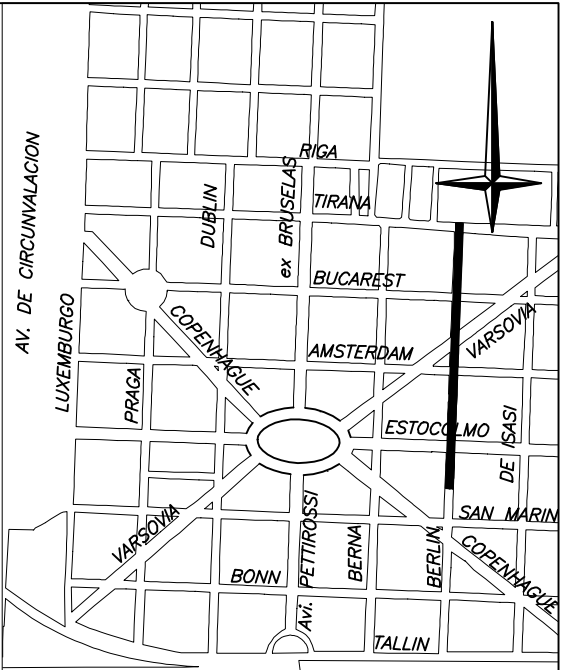 RIGA
AV. DE CIRCUNVALACION
DUBLIN
ex BRUSELAS
TIRANA
BUCAREST
LUXEMBURGO
COPENHAGUE
VARSOVIA
AMSTERDAM
PRAGA
ESTOCOLMO
DE ISASI
VARSOVIA
Avi. PETTIROSSI
BERNA
BERLIN
SAN MARIN
COPENHAGUE
BONN
TALLIN